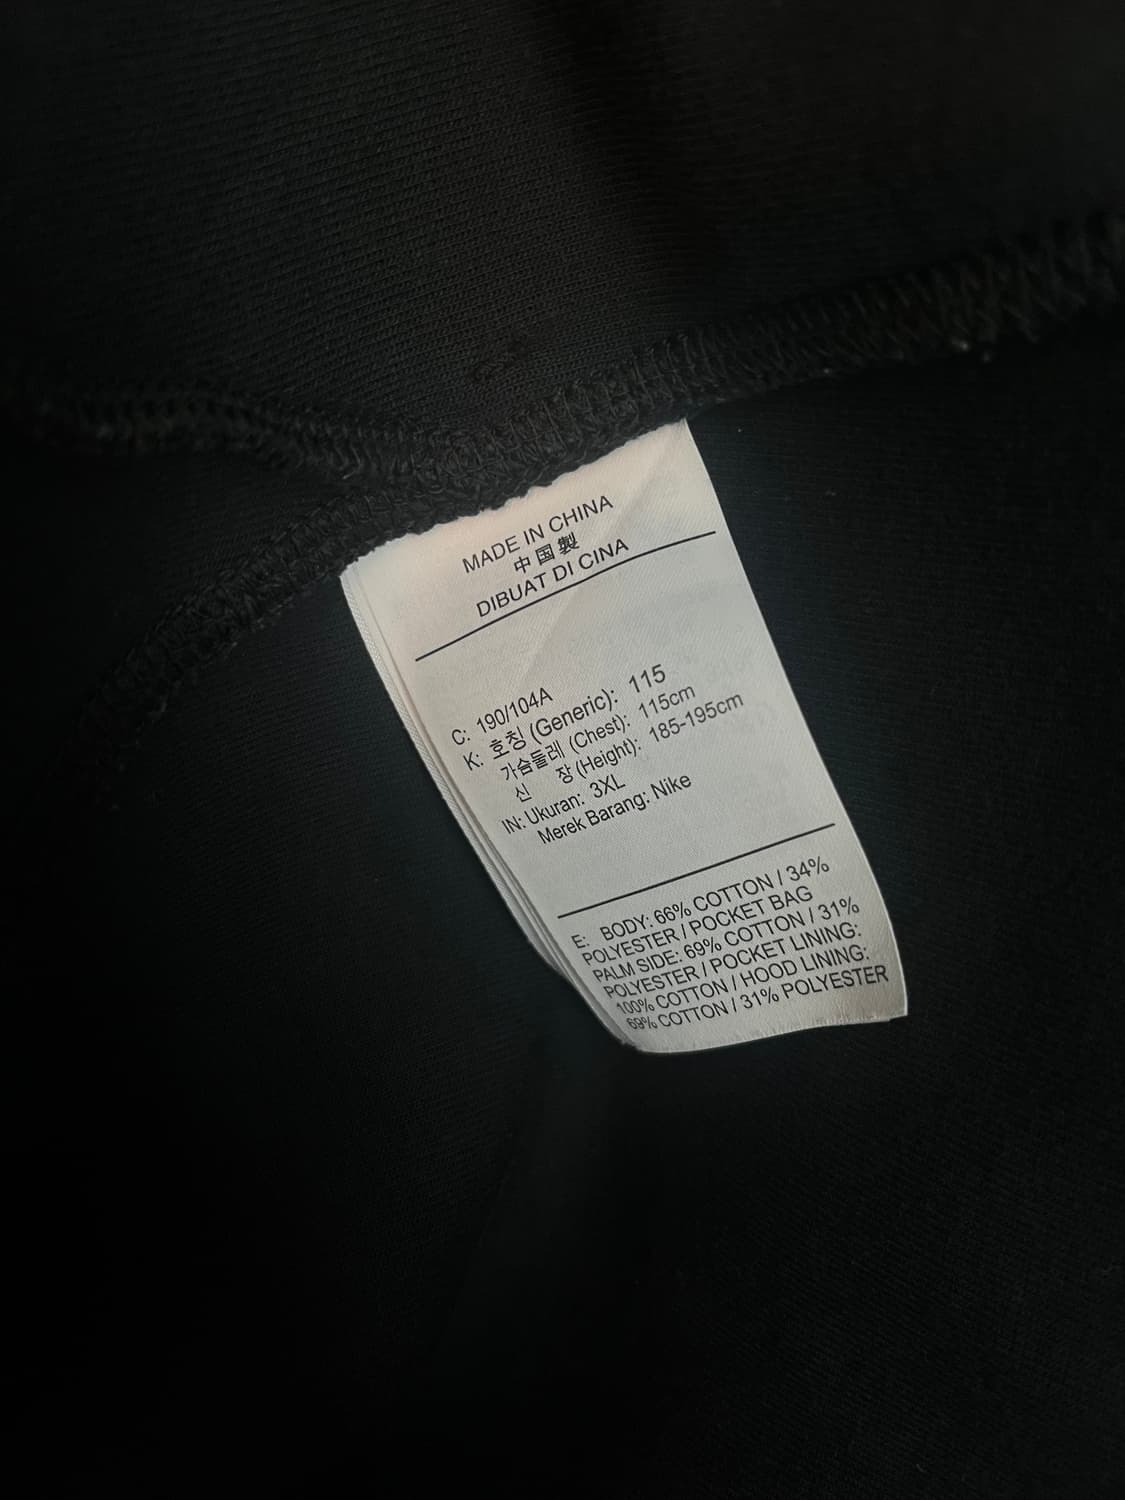 MADE IN CHINA
中国製
DIBUAT DI CINA
C: 190/104A
K: 호칭 (Generic): 115
가슴둘레 (Chest): 115cm
신 장 (Height): 185-195cm
IN: Ukuran: 3XL
Merek Barang: Nike
E: BODY: 66% COTTON / 34%
POLYESTER / POCKET BAG
PALM SIDE: 69% COTTON / 31%
POLYESTER / POCKET LINING:
100% COTTON / HOOD LINING:
69% COTTON / 31% POLYESTER